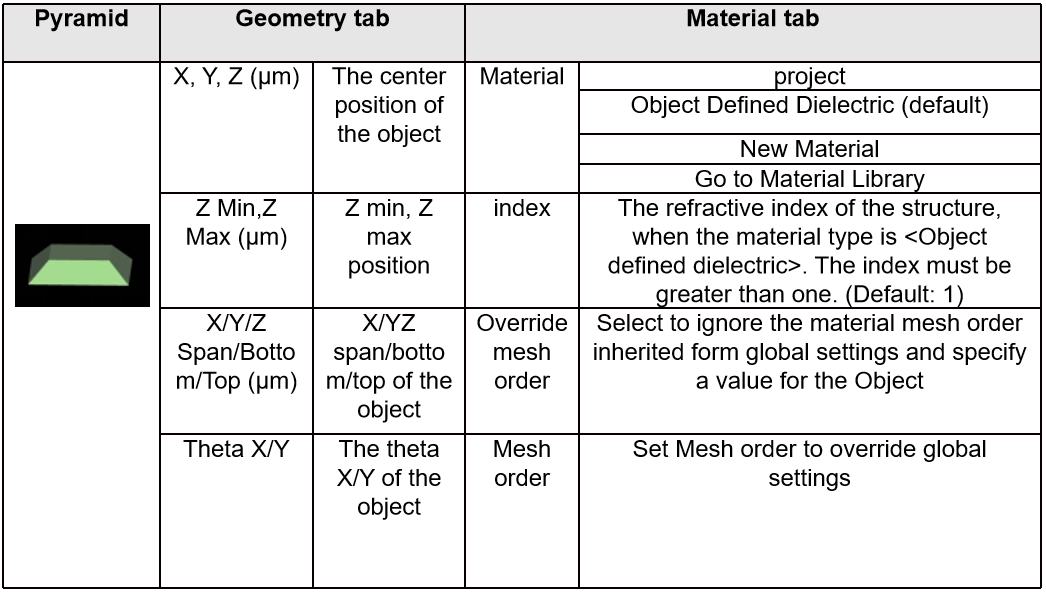 Pyramid
Geometry tab
Material tab
X, Y, Z (µm)
The center
position of
the object
Material
project
Object Defined Dielectric (default)
New Material
Go to Material Library
Z Min,Z
Max (µm)
Z min, Z
max
position
index
The refractive index of the structure,
when the material type is <Object
defined dielectric>. The index must be
greater than one. (Default: 1)
X/Y/Z
Span/Botto
m/Top (µm)
X/YZ
span/botto
m/top of the
object
Override
mesh
order
Select to ignore the material mesh order
inherited form global settings and specify
a value for the Object
Theta X/Y
The theta
X/Y of the
object
Mesh
order
Set Mesh order to override global
settings